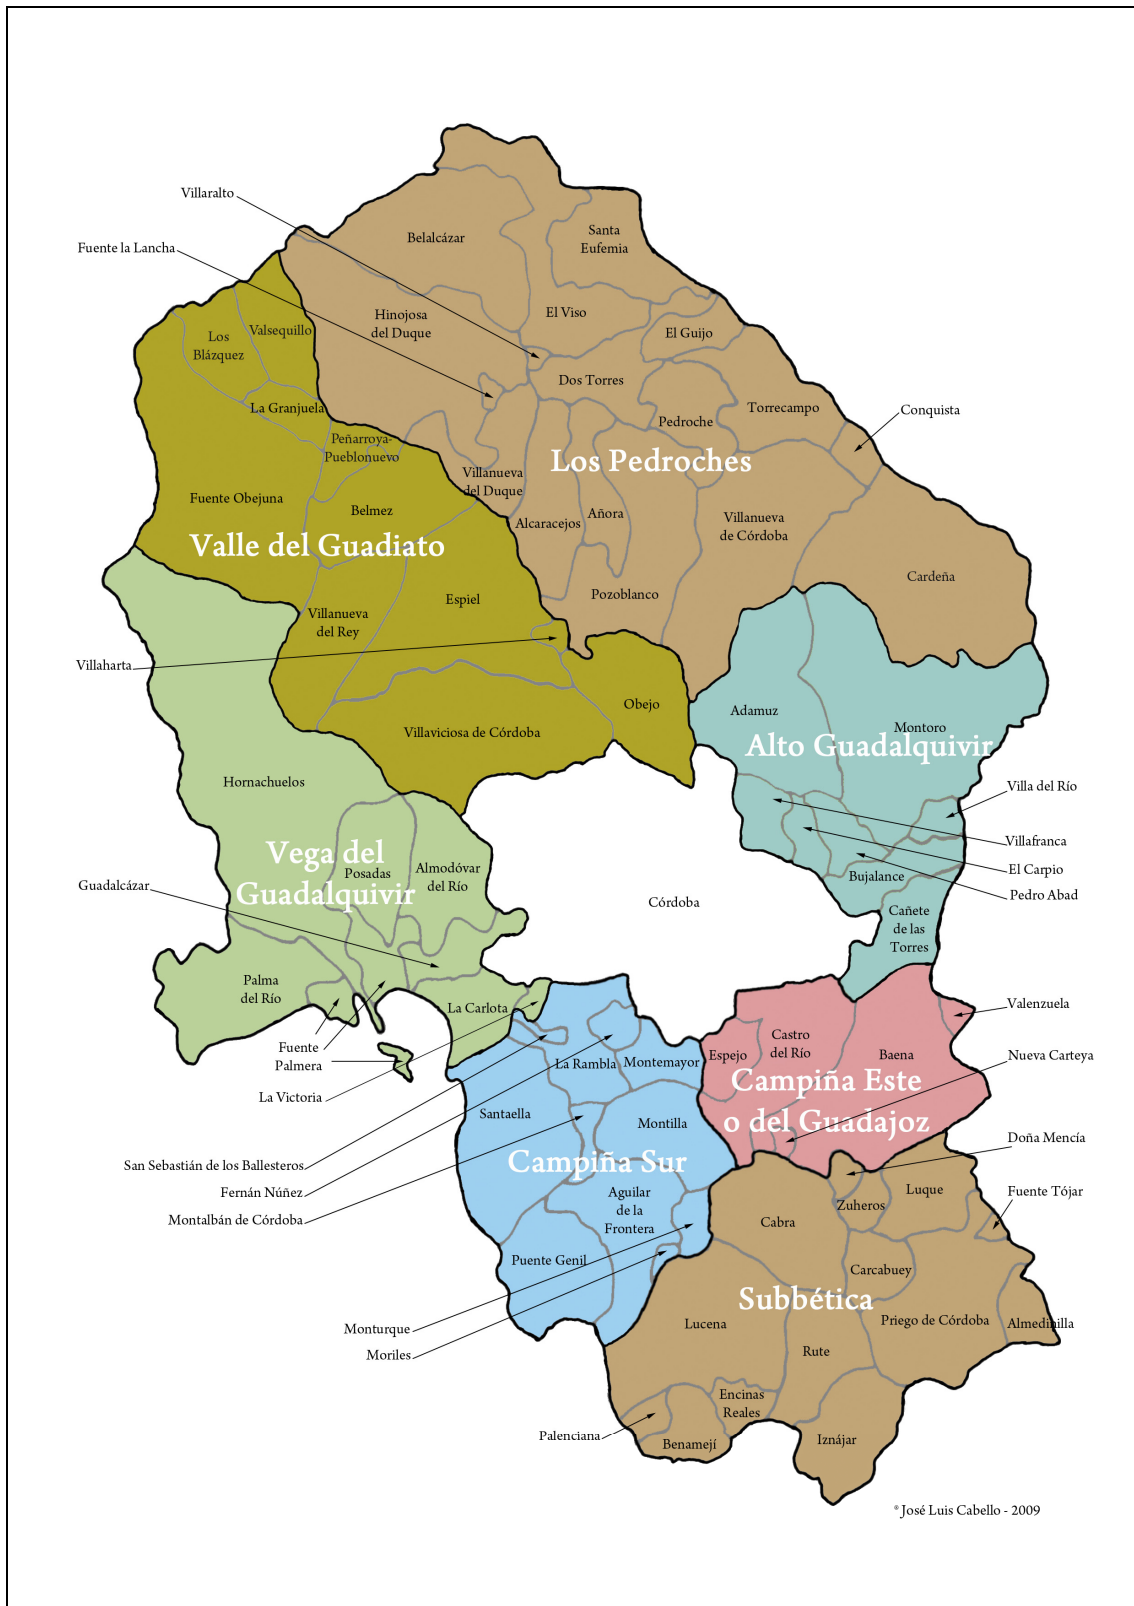 Villaralto
Santa
Eufemia
Belalcázar
Fuente la Lancha
El Viso
Hinojosa
del Duque
Valsequillo
Los
Blázquez
El Guijo
Dos Torres
La Granjuela
Torrecampo
Conquista
Pedroche
Peñarroya-
Pueblonuevo
Los Pedroches
Villanueva
del Duque
Fuente Obejuna
Belmez
Alcaracejos
Añora
Villanueva
de Córdoba
Valle del Guadiato
Cardeña
Espiel
Pozoblanco
Villanueva
del Rey
Villaharta
Obejo
Adamuz
Villaviciosa de Córdoba
Montoro
Alto Guadalquivir
Hornachuelos
Villa del Río
Villafranca
Vega del
Guadalquivir
Posadas
Almodóvar
del Río
El Carpio
Bujalance
Guadalcázar
Pedro Abad
Córdoba
Cañete
de las
Torres
Palma
del Río
La Carlota
Valenzuela
Fuente
Palmera
Castro
del Río
Espejo
Baena
Nueva Carteya
La Rambla
Montemayor
Campiña Este
o del Guadajoz
La Victoria
Santaella
Montilla
Doña Mencía
San Sebastián de los Ballesteros
Campiña Sur
Fernán Núñez
Luque
Fuente Tójar
Zuheros
Aguilar
de la
Frontera
Montalbán de Córdoba
Cabra
Puente Genil
Carcabuey
Subbética
Monturque
Lucena
Priego de Córdoba
Almedinilla
Moriles
Rute
Encinas
Reales
Palenciana
Benamejí
Iznájar
® José Luis Cabello - 2009